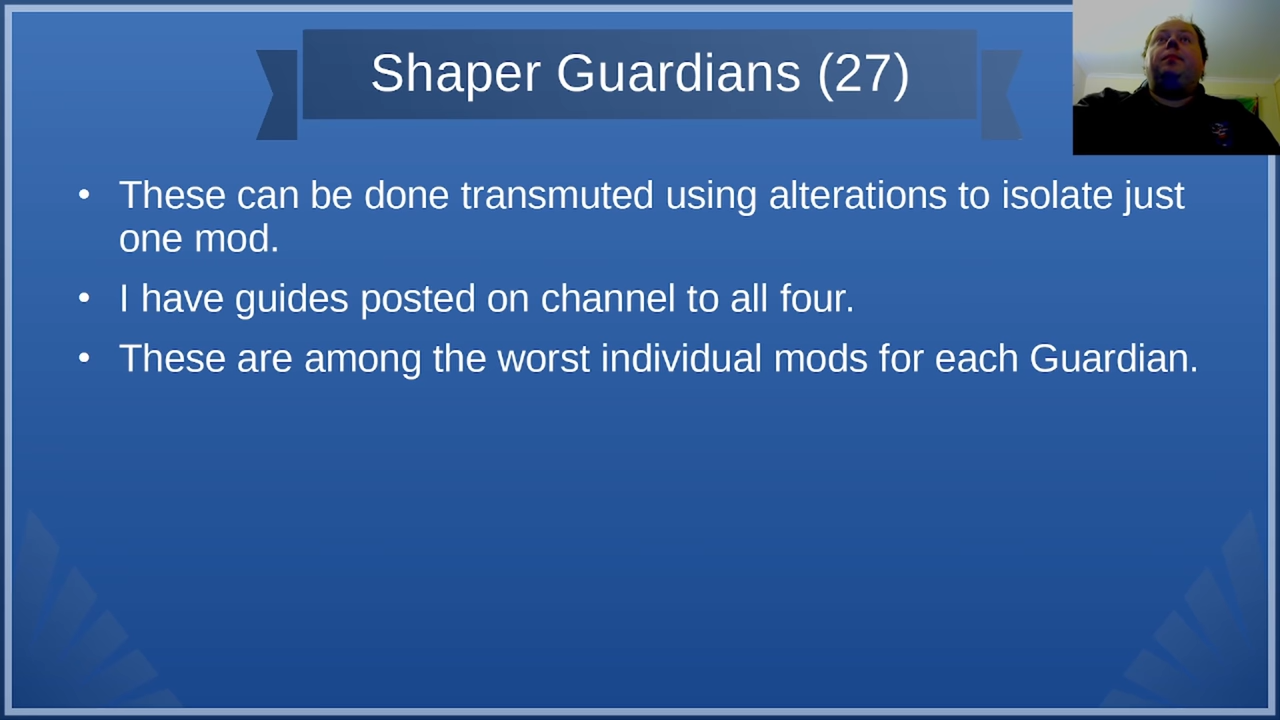 Shaper Guardians (27)
• These can be done transmuted using alterations to isolate just
one mod.
• I have guides posted on channel to all four.
• These are among the worst individual mods for each Guardian.